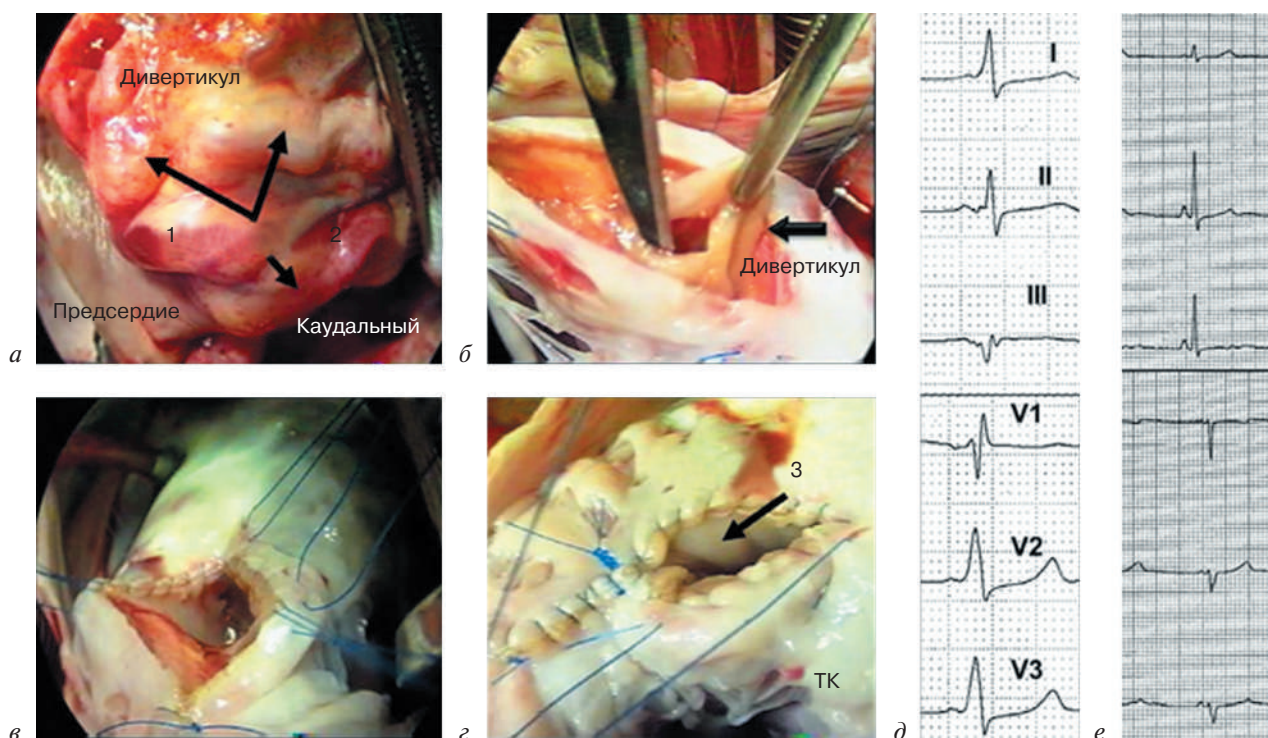 Дивертикул
1
2
Предсердие
Каудальный
а
Дивертикул
б
в
3
ТК
г
I
II
III
V1
V2
V3
д
е